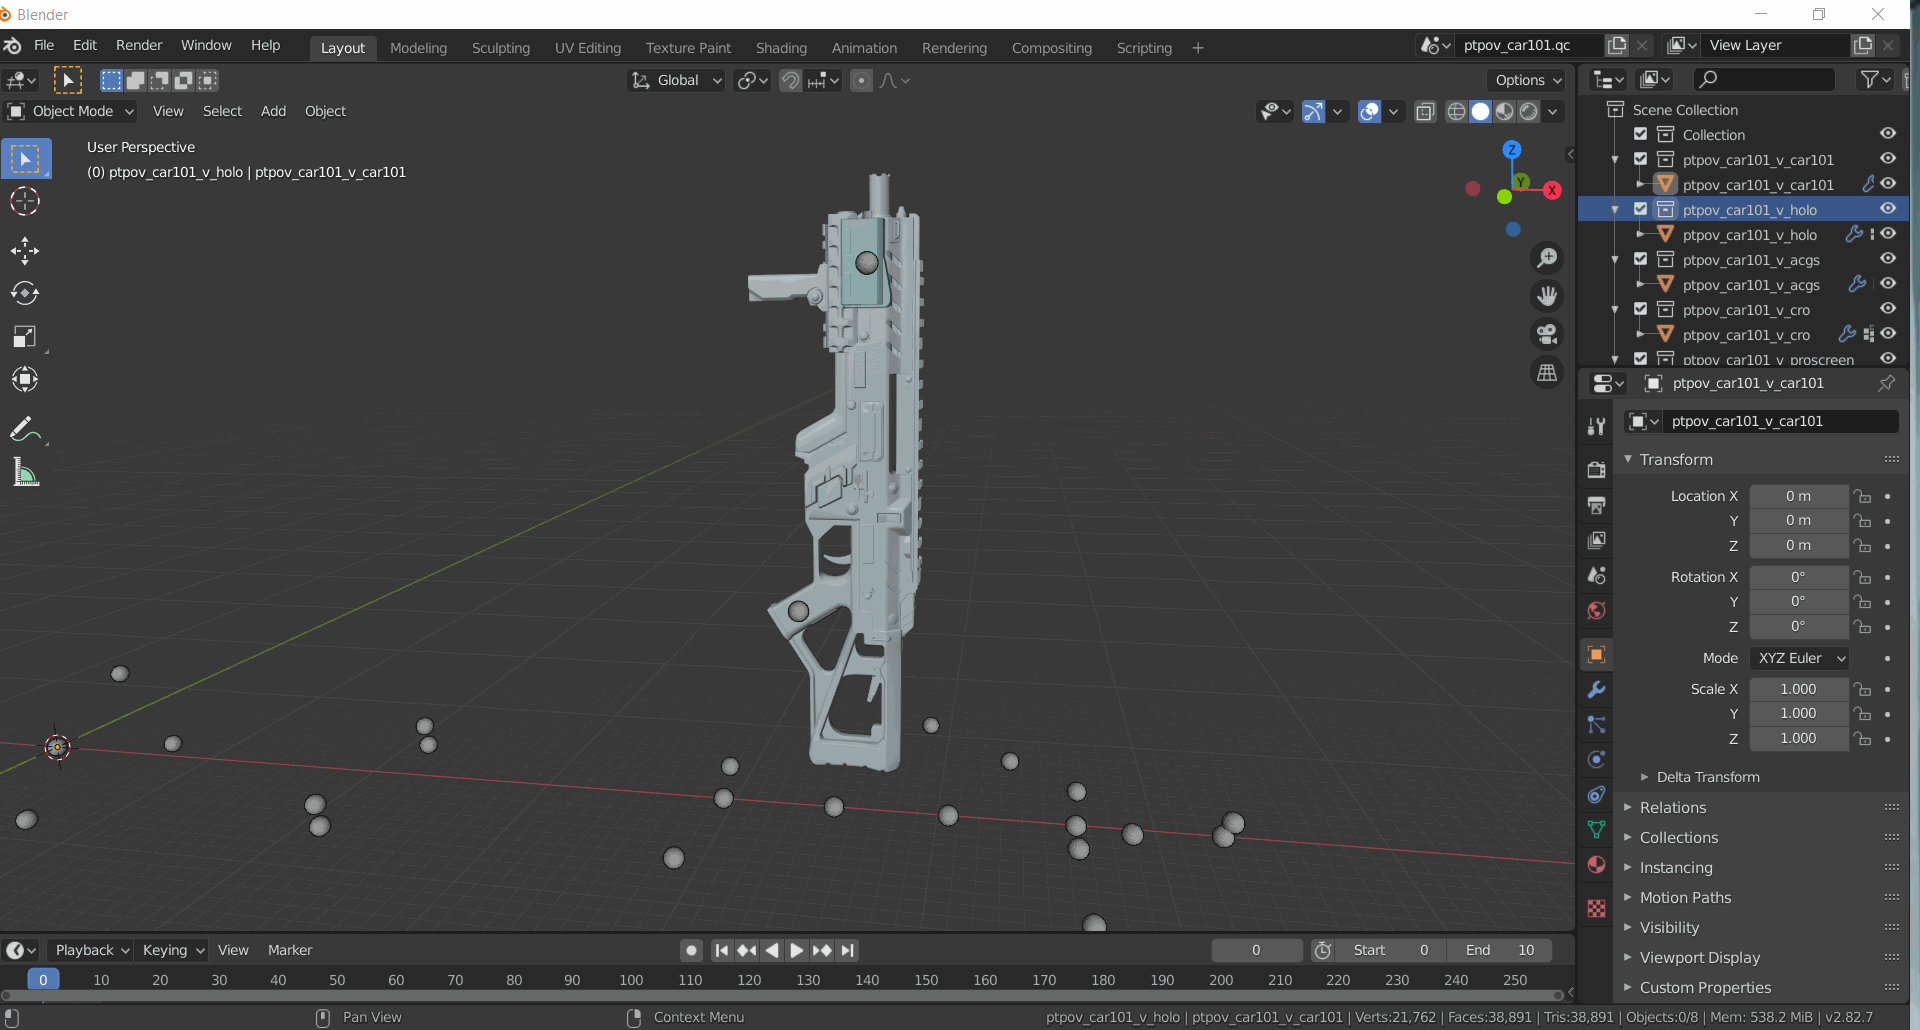 Blender
File Edit Render Window Help Layout Modeling Sculpting UV Editing Texture Paint Shading Animation Rendering Compositing Scripting + ptpov_car101.qc View Layer
Global Options
Object Mode View Select Add Object
User Perspective
(0) ptpov_car101_v_holo | ptpov_car101_v_car101
Z
Y
X
Scene Collection
Collection
ptpov_car101_v_car101
ptpov_car101_v_car101
ptpov_car101_v_holo
ptpov_car101_v_holo
ptpov_car101_v_acgs
ptpov_car101_v_acgs
ptpov_car101_v_cro
ptpov_car101_v_cro
ptpov_car101_v_proscreen
ptpov_car101_v_car101
ptpov_car101_v_car101
Transform
Location X 0 m
Y 0 m
Z 0 m
Rotation X 0°
Y 0°
Z 0°
Mode XYZ Euler
Scale X 1.000
Y 1.000
Z 1.000
Delta Transform
Relations
Collections
Instancing
Motion Paths
Visibility
Viewport Display
Custom Properties
Playback Keying View Marker 0 Start 0 End 10
0 10 20 30 40 50 60 70 80 90 100 110 120 130 140 150 160 170 180 190 200 210 220 230 240 250
Pan View Context Menu ptpov_car101_v_holo | ptpov_car101_v_car101 | Verts:21,762 | Faces:38,891 | Tris:38,891 | Objects:0/8 | Mem: 538.2 MiB | v2.82.7